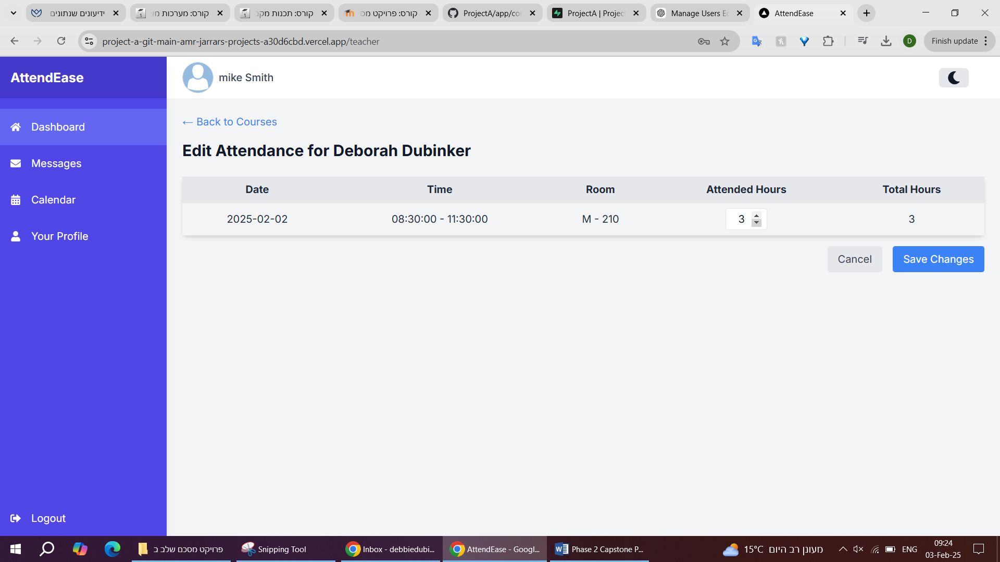 ידיעונים שנתונים
קורס: מערכות מ
קורס: תכנות מקב
קורס: פרויקט מס
ProjectA/app/co
ProjectA | Projec
Manage Users E
AttendEase
project-a-git-main-amr-jarrars-projects-a30d6cbd.vercel.app/teacher
D
Finish update
AttendEase
mike Smith
Dashboard
Messages
Calendar
Your Profile
Logout
← Back to Courses
Edit Attendance for Deborah Dubinker
Date Time Room Attended Hours Total Hours
2025-02-02 08:30:00 - 11:30:00 M - 210 3 3
Cancel Save Changes
פרויקט מסכם שלב ב
Snipping Tool
Inbox - debbiedubi...
AttendEase - Googl...
Phase 2 Capstone P...
15°C מעונן רב היום
ENG
09:24
03-Feb-25